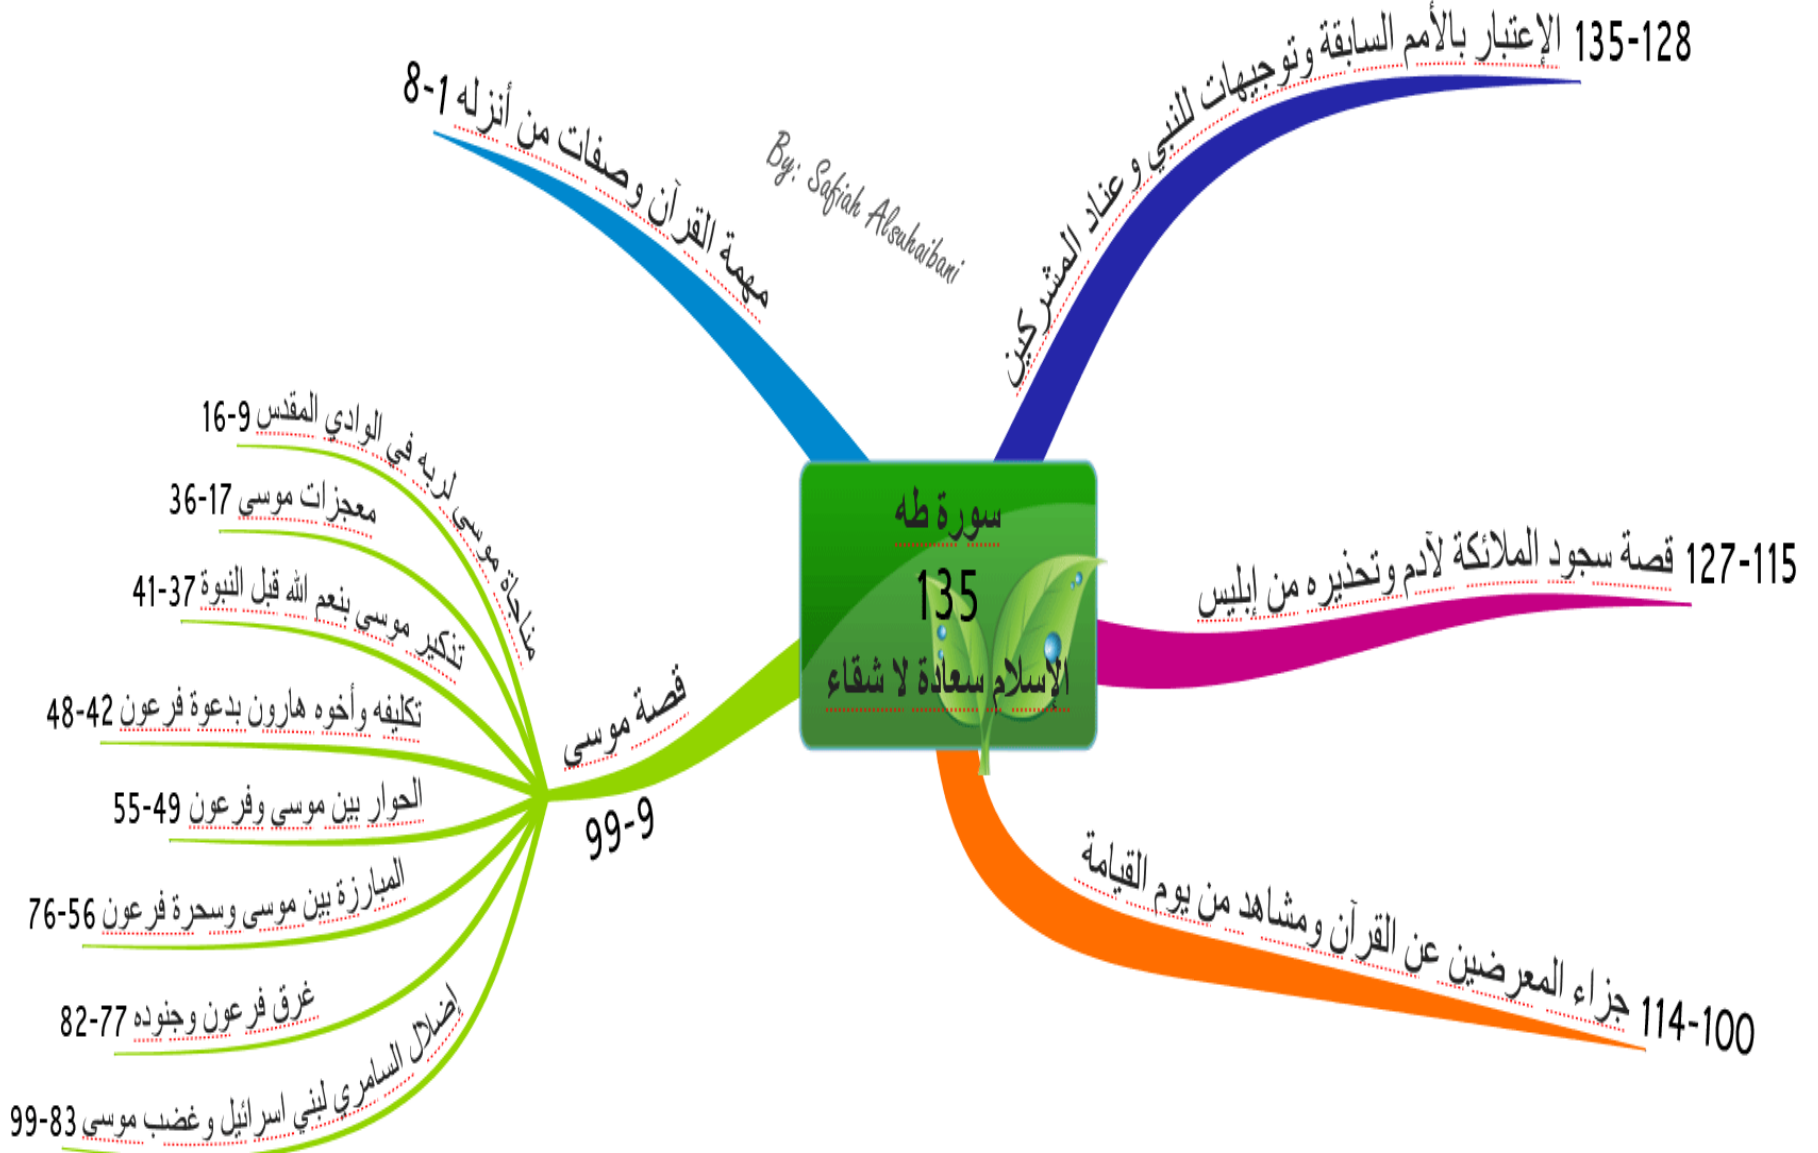 سورة طه
135
الإسلام سعادة لا شقاء
By: Safiah Alsuhaibani
مهمة القرآن وصفات من أنزله 1-8
قصة موسى
9-99
مناجاة موسى لربه في الوادي المقدس 9-16
معجزات موسى 17-36
تذكير موسى بنعم الله قبل النبوة 37-41
تكليفه وأخوه هارون بدعوة فرعون 42-48
الحوار بين موسى وفرعون 49-55
المبارزة بين موسى وسحرة فرعون 56-76
غرق فرعون وجنوده 77-82
إضلال السامري لبني اسرائيل وغضب موسى 83-99
جزاء المعرضين عن القرآن ومشاهد من يوم القيامة 100-114
قصة سجود الملائكة لآدم وتحذيره من إبليس 115-127
الإعتبار بالأمم السابقة وتوجيهات للنبي وعناد المشركين 128-135